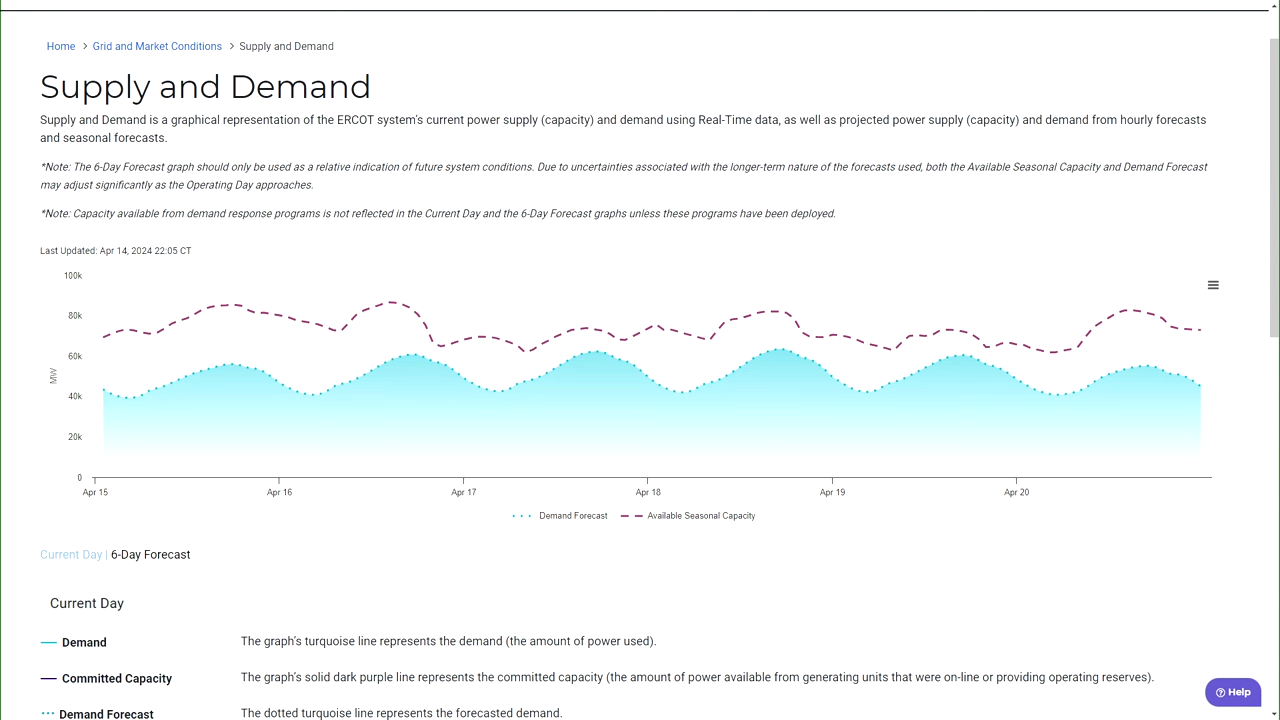 Home > Grid and Market Conditions > Supply and Demand
Supply and Demand
Supply and Demand is a graphical representation of the ERCOT system's current power supply (capacity) and demand using Real-Time data, as well as projected power supply (capacity) and demand from hourly forecasts
and seasonal forecasts.
*Note: The 6-Day Forecast graph should only be used as a relative indication of future system conditions. Due to uncertainties associated with the longer-term nature of the forecasts used, both the Available Seasonal Capacity and Demand Forecast
may adjust significantly as the Operating Day approaches.
*Note: Capacity available from demand response programs is not reflected in the Current Day and the 6-Day Forecast graphs unless these programs have been deployed.
Last Updated: Apr 14, 2024 22:05 CT
100k
80k
60k
MW
40k
20k
0
Apr 15 Apr 16 Apr 17 Apr 18 Apr 19 Apr 20
Demand Forecast Available Seasonal Capacity
Current Day | 6-Day Forecast
Current Day
Demand The graph's turquoise line represents the demand (the amount of power used).
Committed Capacity The graph's solid dark purple line represents the committed capacity (the amount of power available from generating units that were on-line or providing operating reserves).
Help
Demand Forecast The dotted turquoise line represents the forecasted demand.